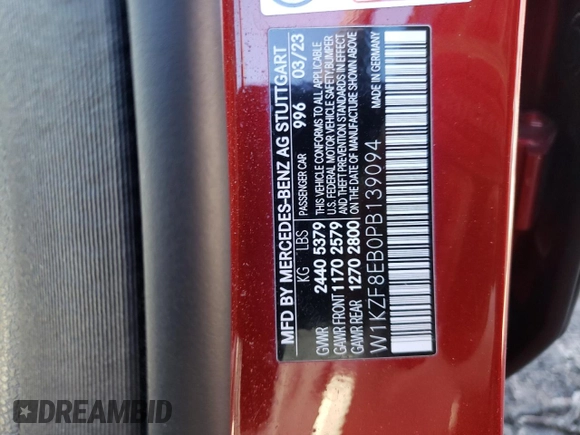 MFD BY MERCEDES-BENZ AG STUTTGART
996 03/23
KG LBS
PASSENGER CAR
GVWR 2440 5379
GAWR FRONT 1170 2579
GAWR REAR 1270 2800
THIS VEHICLE CONFORMS TO ALL APPLICABLE
U.S. FEDERAL MOTOR VEHICLE SAFETY,BUMPER
AND THEFT PREVENTION STANDARDS IN EFFECT
ON THE DATE OF MANUFACTURE SHOWN ABOVE
W1KZF8EB0PB139094
MADE IN GERMANY
DREAMBID